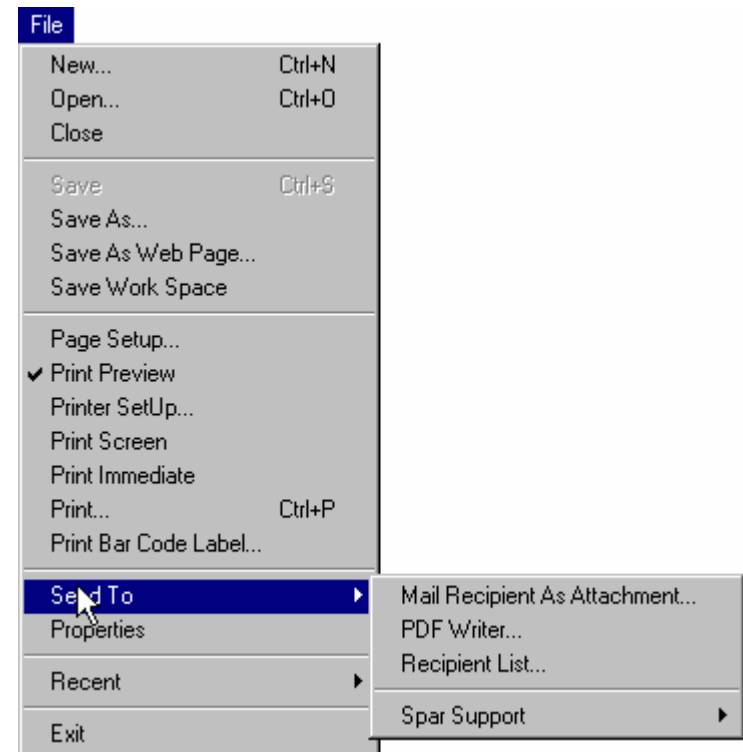 File
New... Ctrl+N
Open... Ctrl+O
Close
Save Ctrl+S
Save As...
Save As Web Page...
Save Work Space
Page Setup...
Print Preview
Printer SetUp...
Print Screen
Print Immediate
Print... Ctrl+P
Print Bar Code Label...
Send To
Properties
Recent
Exit
Mail Recipient As Attachment...
PDF Writer...
Recipient List...
Spar Support